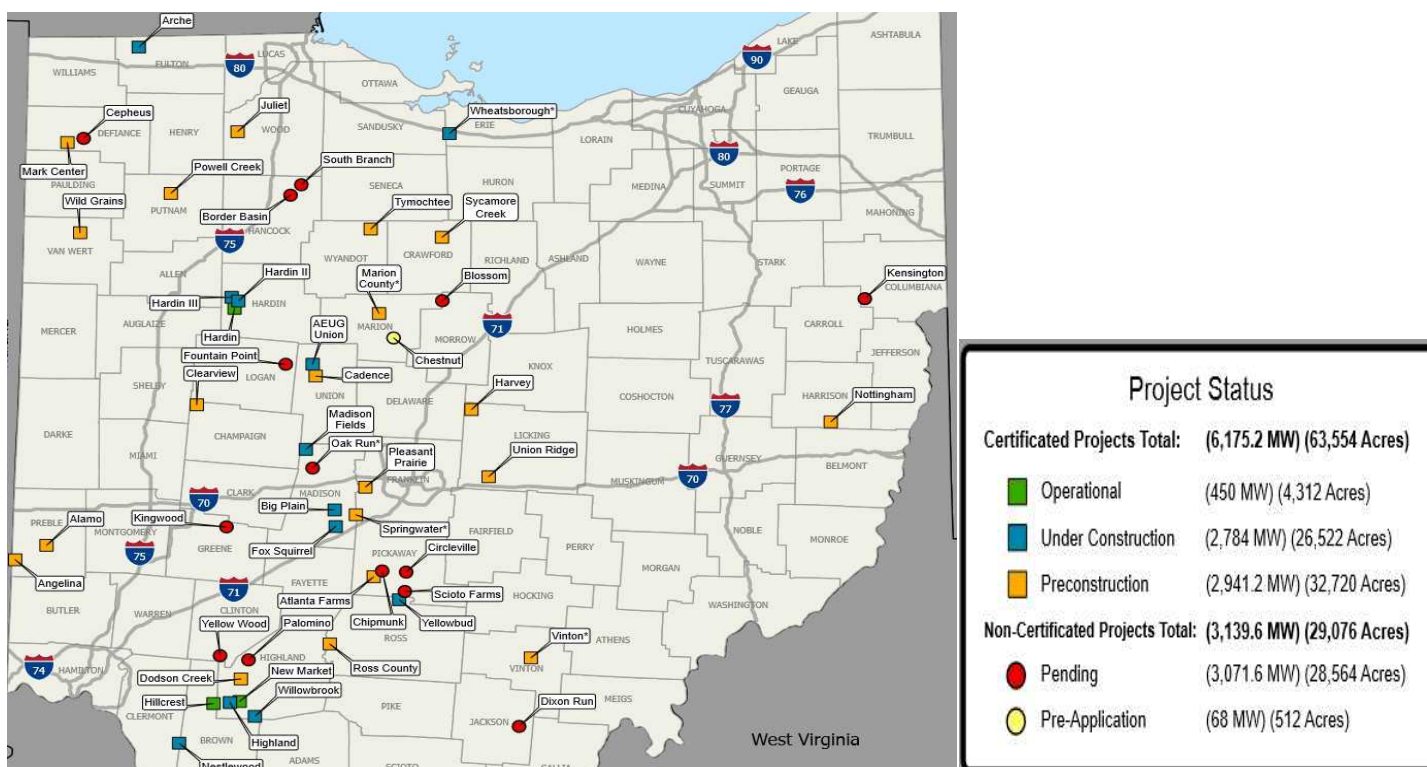 Arche
LAKE
ASHTABULA
LUCAS
90
WILLIAMS
FULTON
80
OTTAWA
GEAUGA
CUYAHOGA
Cepheus
Juliet
Wheatsborough*
DEFIANCE
HENRY
WOOD
SANDUSKY
ERIE
LORAIN
TRUMBULL
80
Mark Center
Powell Creek
South Branch
PORTAGE
PAULDING
SENECA
HURON
MEDINA
SUMMIT
76
Wild Grains
PUTNAM
Border Basin
Tymochtee
Sycamore
Creek
MAHONING
HANCOCK
VAN WERT
75
WYANDOT
CRAWFORD
RICHLAND
ASHLAND
WAYNE
STARK
ALLEN
Hardin II
Marion
County*
Blossom
Kensington
COLUMBIANA
Hardin III
HARDIN
MERCER
AUGLAIZE
AEUG
Union
MARION
71
HOLMES
CARROLL
Hardin
MORROW
JEFFERSON
Fountain Point
Chestnut
TUSCARAWAS
KNOX
Clearview
LOGAN
Cadence
SHELBY
UNION
Harvey
HARRISON
Nottingham
DELAWARE
COSHOCTON
77
Madison
Fields
DARKE
CHAMPAIGN
Oak Run*
LICKING
MIAMI
Pleasant
Prairie
Union Ridge
GUERNSEY
BELMONT
FRANKLIN
MUSKINGUM
70
70
CLARK
MADISON
Big Plain
PREBLE
Alamo
MONTGOMERY
Kingwood
Springwater*
FAIRFIELD
NOBLE
MONROE
75
GREENE
Fox Squirrel
PICKAWAY
Circleville
PERRY
Angelina
FAYETTE
MORGAN
71
BUTLER
WARREN
CLINTON
Atlanta Farms
Scioto Farms
HOCKING
WASHINGTON
Yellow Wood
Palomino
Chipmunk
Yellowbud
ROSS
ATHENS
Vinton*
74
HAMILTON
HIGHLAND
Ross County
VINTON
Dodson Creek
New Market
Hillcrest
Willowbrook
MEIGS
CLERMONT
PIKE
JACKSON
Dixon Run
BROWN
Highland
West Virginia
Nestlewood
ADAMS
SCIOTO
GALLIA
Project Status
Certificated Projects Total: (6,175.2 MW) (63,554 Acres)
Operational (450 MW) (4,312 Acres)
Under Construction (2,784 MW) (26,522 Acres)
Preconstruction (2,941.2 MW) (32,720 Acres)
Non-Certificated Projects Total: (3,139.6 MW) (29,076 Acres)
Pending (3,071.6 MW) (28,564 Acres)
Pre-Application (68 MW) (512 Acres)